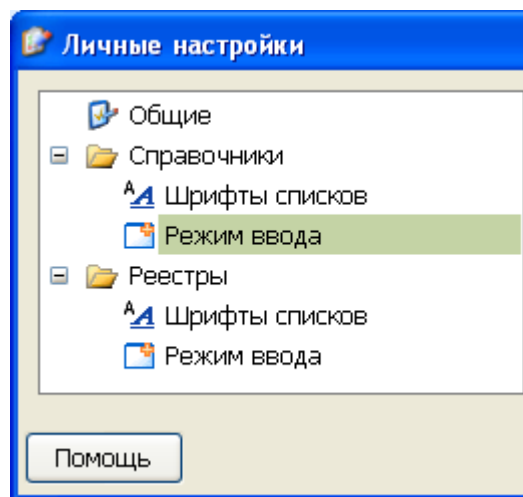 Личные настройки
Общие
Справочники
Шрифты списков
Режим ввода
Реестры
Шрифты списков
Режим ввода
Помощь